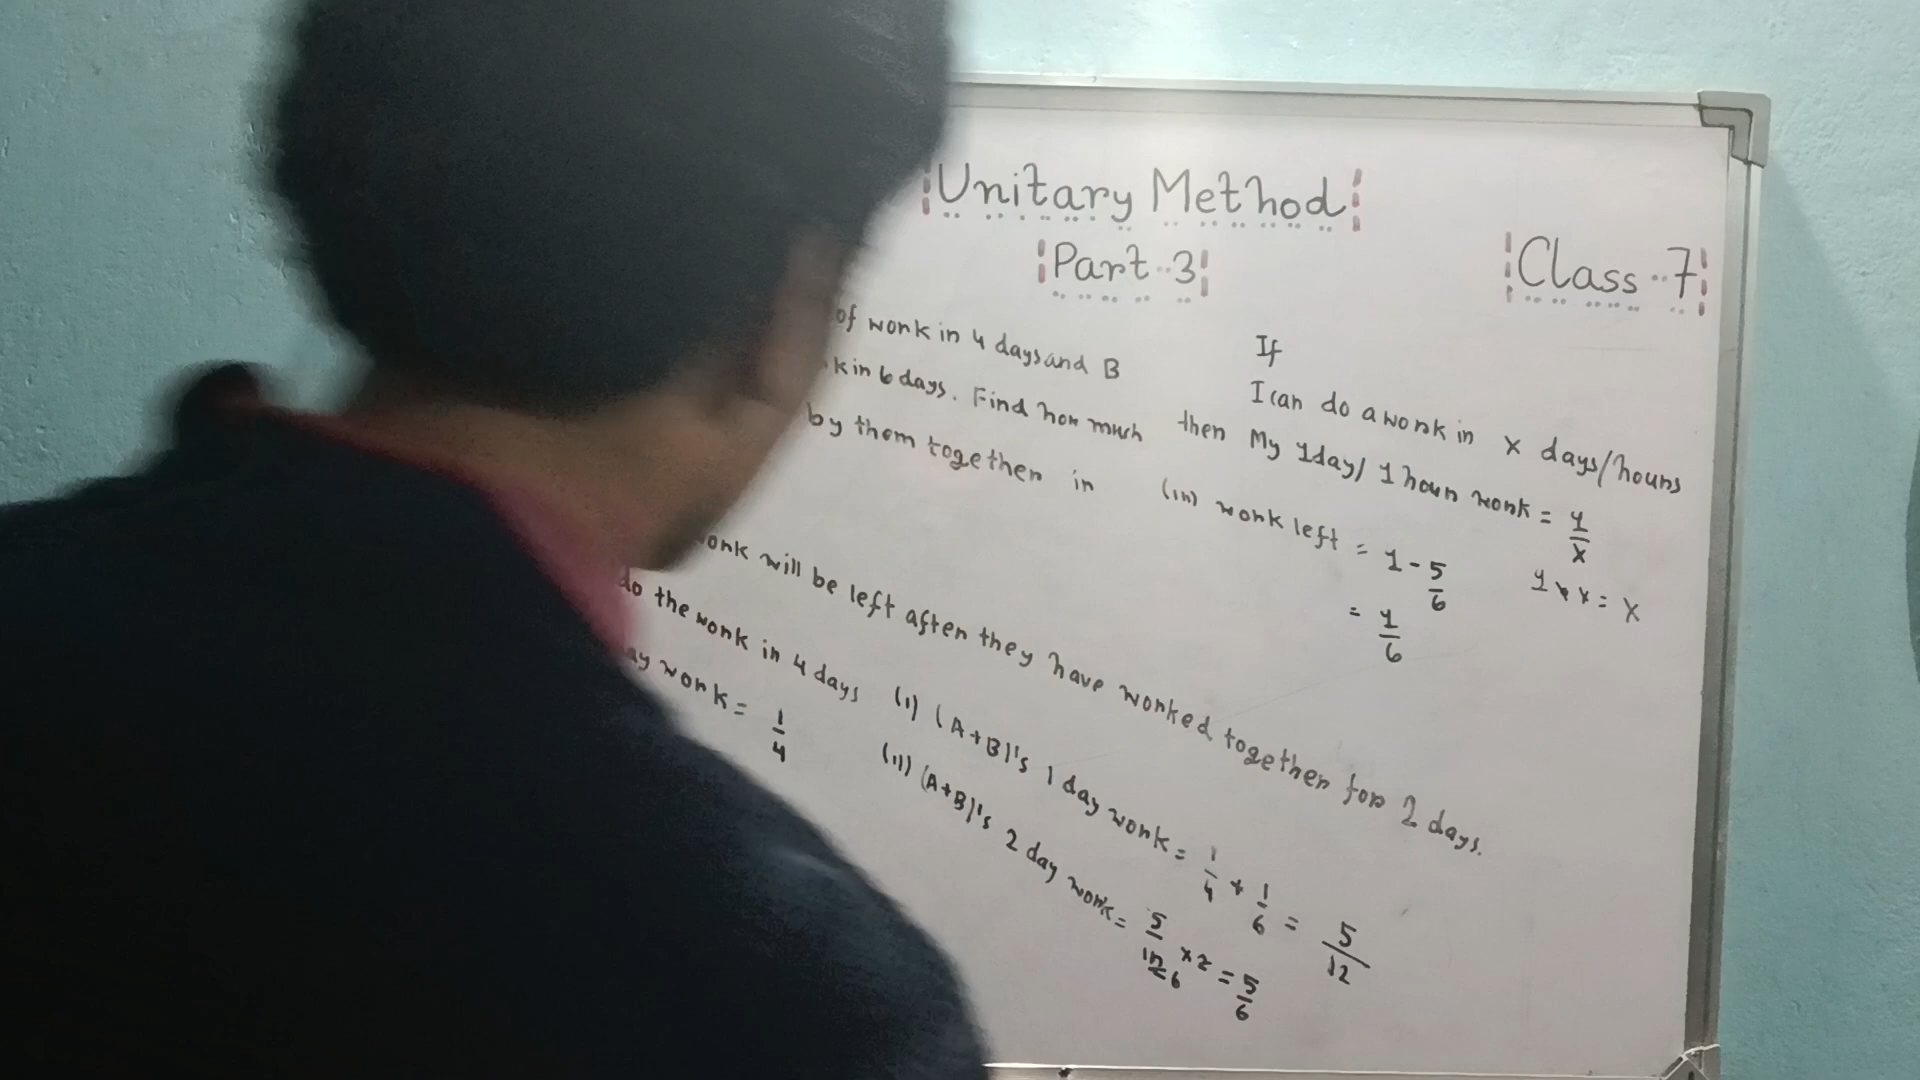 Unitary Method
Part-3
Class-7
of work in 4 days and B
k in 6 days. Find how much
by them together in
If
I can do a work in x days/hours
then My 1day/ 1 hour work = 1/x
1 * x = x
(iii) work left = 1 - 5/6
= 1/6
work will be left after they have worked together for 2 days.
do the work in 4 days
ay work = 1/4
(i) (A+B)'s 1 day work = 1/4 + 1/6 = 5/12
(ii) (A+B)'s 2 day work = 5/12 6 × 2 = 5/6